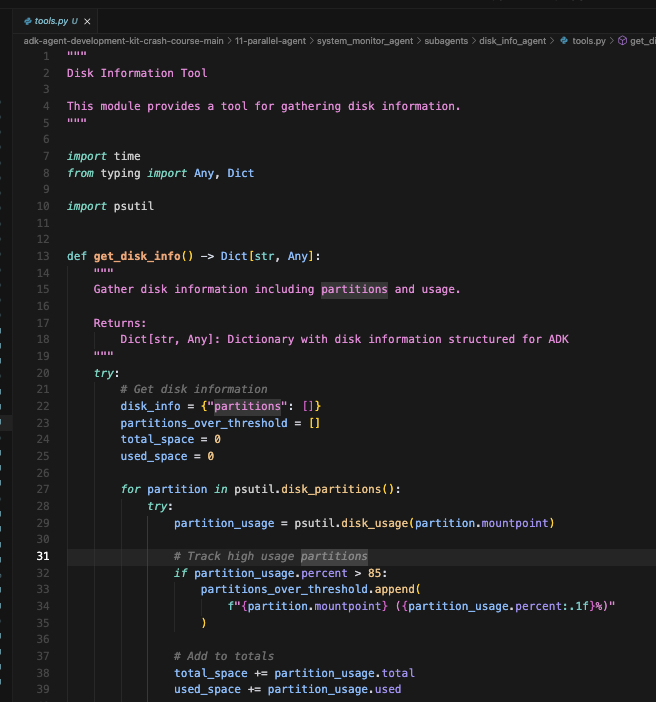 tools.py U ×
adk-agent-development-kit-crash-course-main > 11-parallel-agent > system_monitor_agent > subagents > disk_info_agent > tools.py > get_di
1 """
2 Disk Information Tool
3
4 This module provides a tool for gathering disk information.
5 """
6
7 import time
8 from typing import Any, Dict
9
10 import psutil
11
12
13 def get_disk_info() -> Dict[str, Any]:
14 """
15 Gather disk information including partitions and usage.
16
17 Returns:
18 Dict[str, Any]: Dictionary with disk information structured for ADK
19 """
20 try:
21 # Get disk information
22 disk_info = {"partitions": []}
23 partitions_over_threshold = []
24 total_space = 0
25 used_space = 0
26
27 for partition in psutil.disk_partitions():
28 try:
29 partition_usage = psutil.disk_usage(partition.mountpoint)
30
31 # Track high usage partitions
32 if partition_usage.percent > 85:
33 partitions_over_threshold.append(
34 f"{partition.mountpoint} ({partition_usage.percent:.1f}%)"
35 )
36
37 # Add to totals
38 total_space += partition_usage.total
39 used_space += partition_usage.used